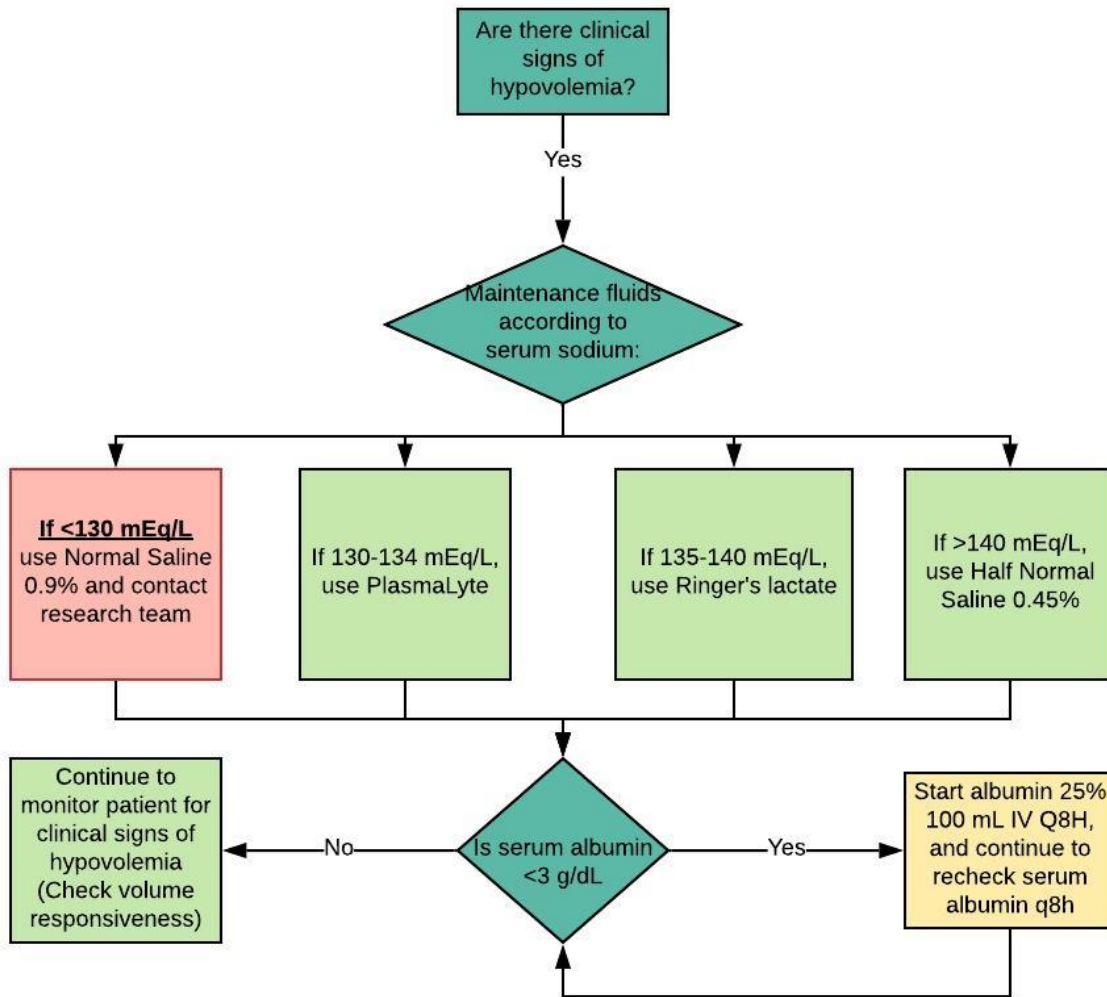 Are there clinical
signs of
hypovolemia?
Yes
Maintenance fluids
according to
serum sodium:
If <130 mEq/L
use Normal Saline
0.9% and contact
research team
If 130-134 mEq/L,
use PlasmaLyte
If 135-140 mEq/L,
use Ringer's lactate
If >140 mEq/L,
use Half Normal
Saline 0.45%
Continue to
monitor patient for
clinical signs of
hypovolemia
(Check volume
responsiveness)
No
Is serum albumin
<3 g/dL
Yes
Start albumin 25%
100 mL IV Q8H,
and continue to
recheck serum
albumin q8h